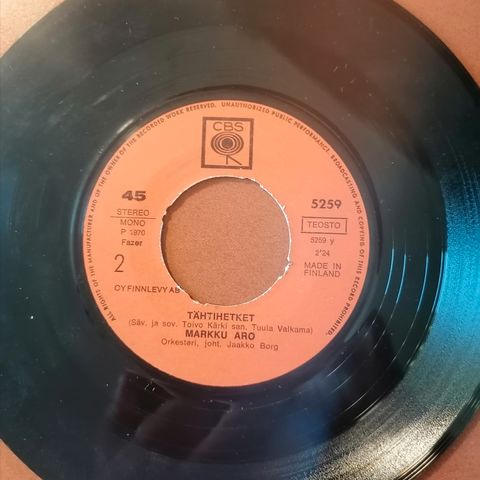 ALL RIGHTS OF THE MANUFACTURER AND OF THE OWNER OF THE RECORDED WORK RESERVED. UNAUTHORIZED PUBLIC PERFORMANCE, BROADCASTING AND COPYING OF THIS RECORD PROHIBITED.
CBS
45
STEREO
MONO
P 1970
Fazer
2
5259
TEOSTO
5259 y
2'24
MADE IN
FINLAND
OY FINNLEVY AB
TÄHTIHETKET
(Säv. ja sov. Toivo Kärki san. Tuula Valkama)
MARKKU ARO
Orkesteri, joht. Jaakko Borg